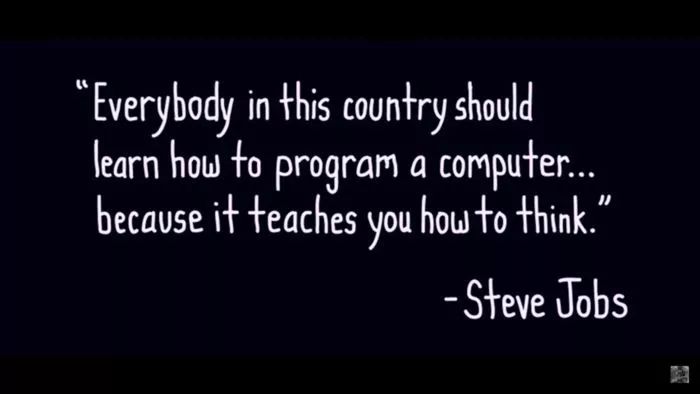 “Everybody in this country should
learn how to program a computer...
because it teaches you how to think.”
-Steve Jobs